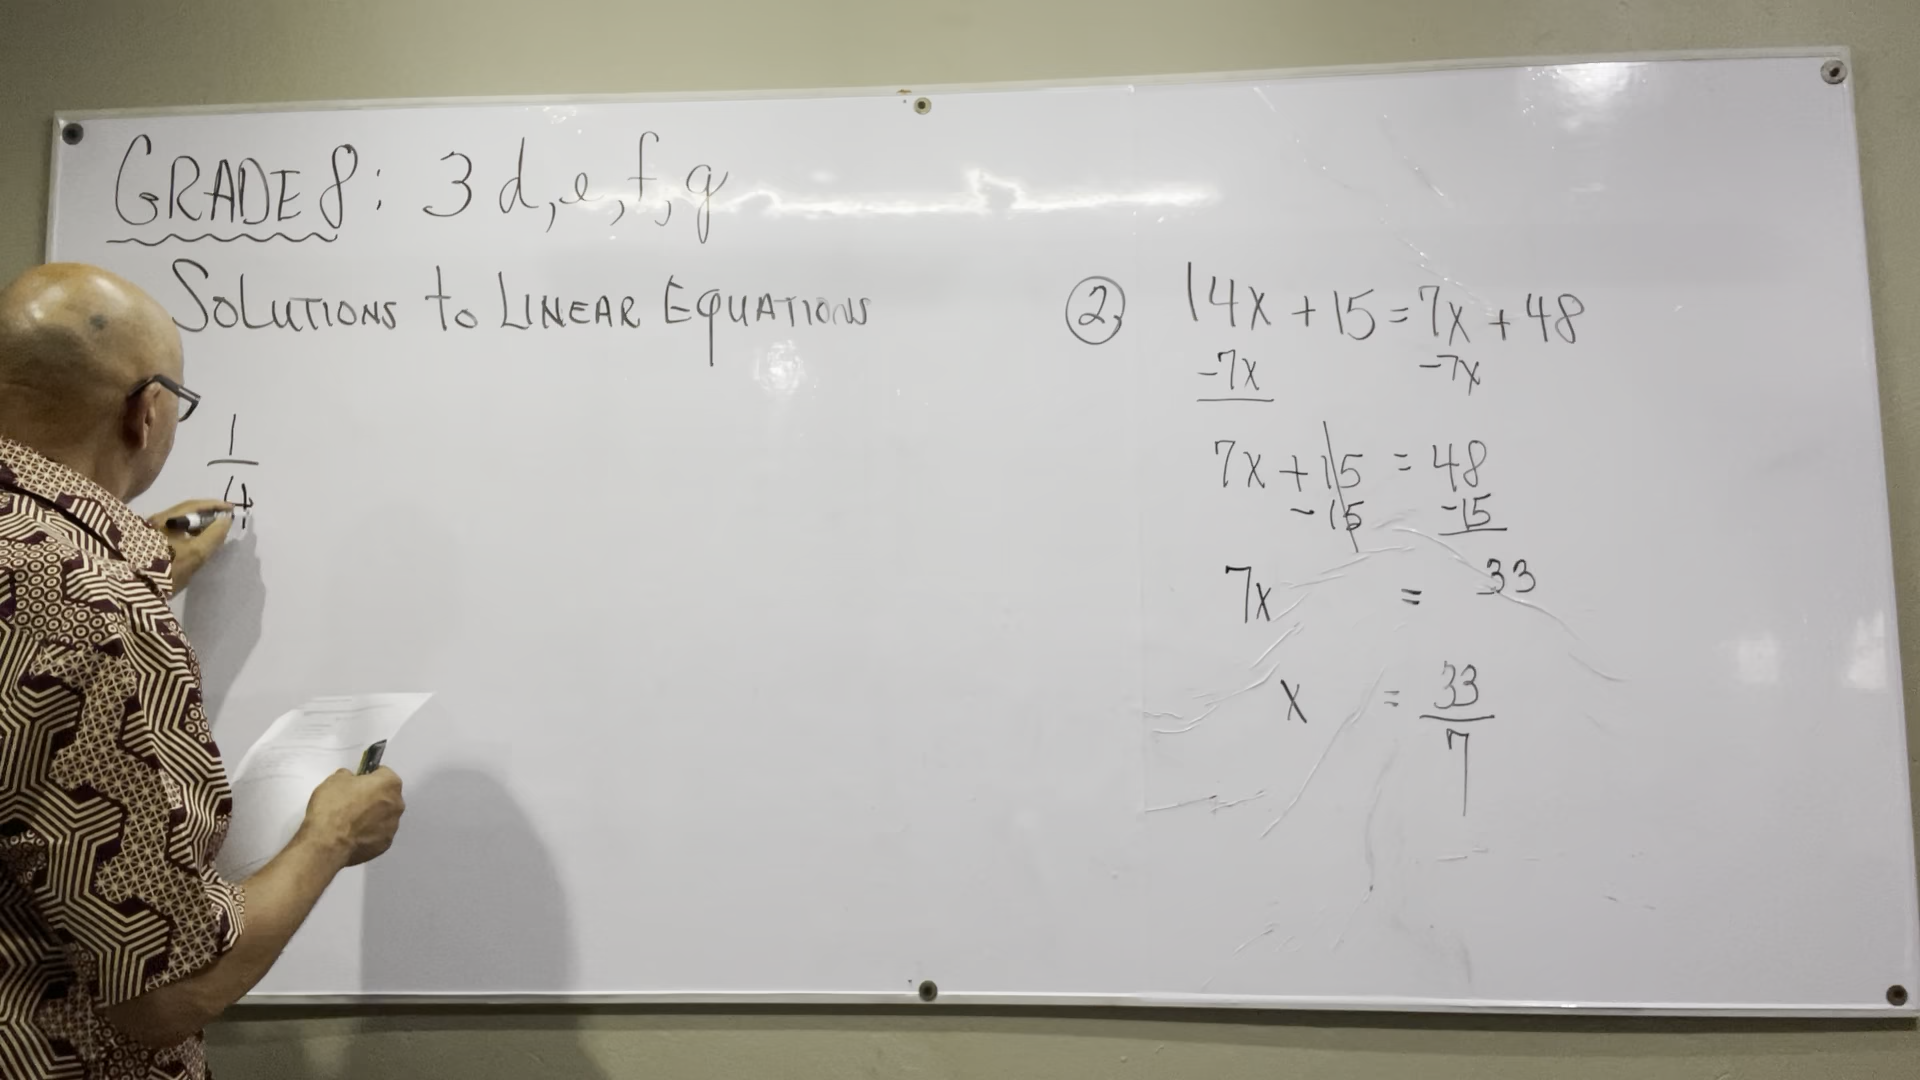 GRADE 8: 3 d, e, f, g
SOLUTIONS to LINEAR EQUATIONS
1
4
② 14x + 15 = 7x + 48
-7x -7x
7x + 15 = 48
-15 -15
7x = 33
x = 33
7